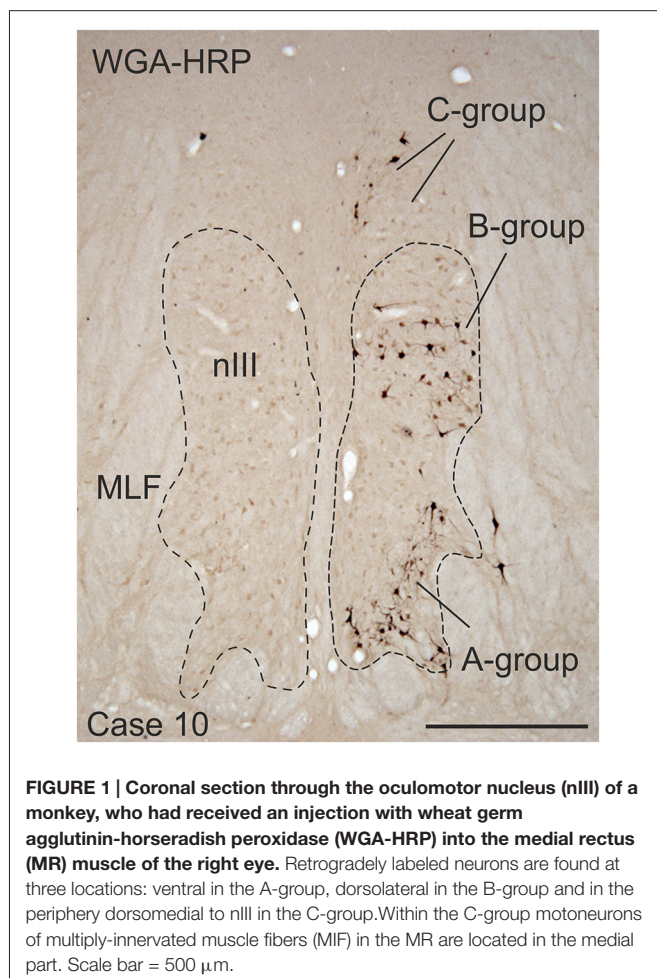 WGA-HRP
C-group
B-group
nIII
MLF
A-group
Case 10
FIGURE 1 | Coronal section through the oculomotor nucleus (nIII) of a
monkey, who had received an injection with wheat germ
agglutinin-horseradish peroxidase (WGA-HRP) into the medial rectus
(MR) muscle of the right eye. Retrogradely labeled neurons are found at
three locations: ventral in the A-group, dorsolateral in the B-group and in the
periphery dorsomedial to nIII in the C-group.Within the C-group motoneurons
of multiply-innervated muscle fibers (MIF) in the MR are located in the medial
part. Scale bar = 500 μm.